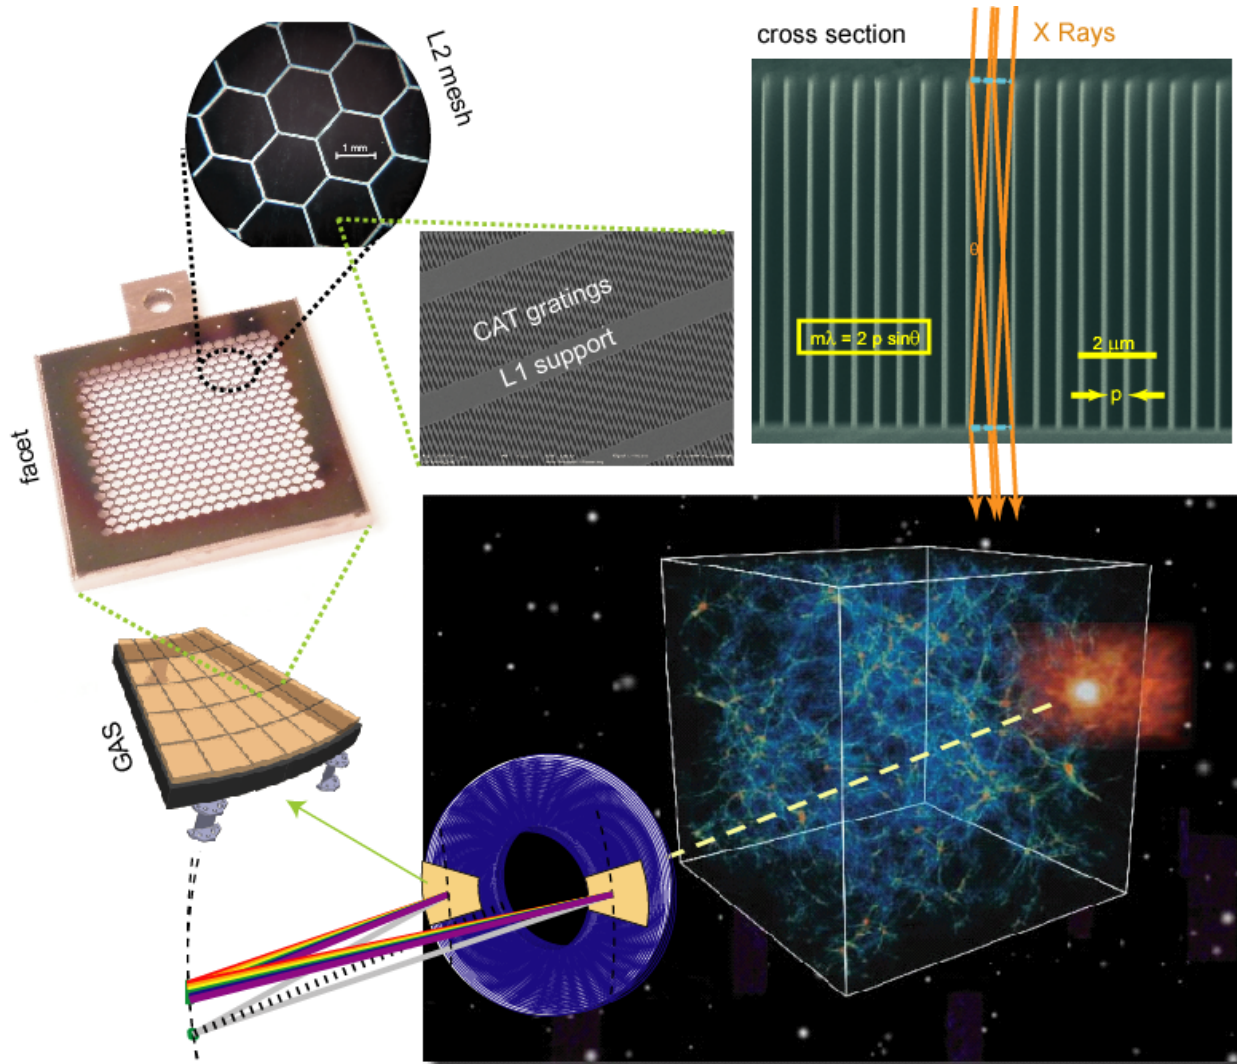 L2 mesh
1 mm
cross section
X Rays
CAT gratings
L1 support
θ
mλ = 2 p sinθ
2 μm
p
facet
GAS